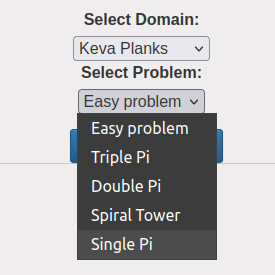 Select Domain:
Keva Planks
Select Problem:
Easy problem
Easy problem
Triple Pi
Double Pi
Spiral Tower
Single Pi